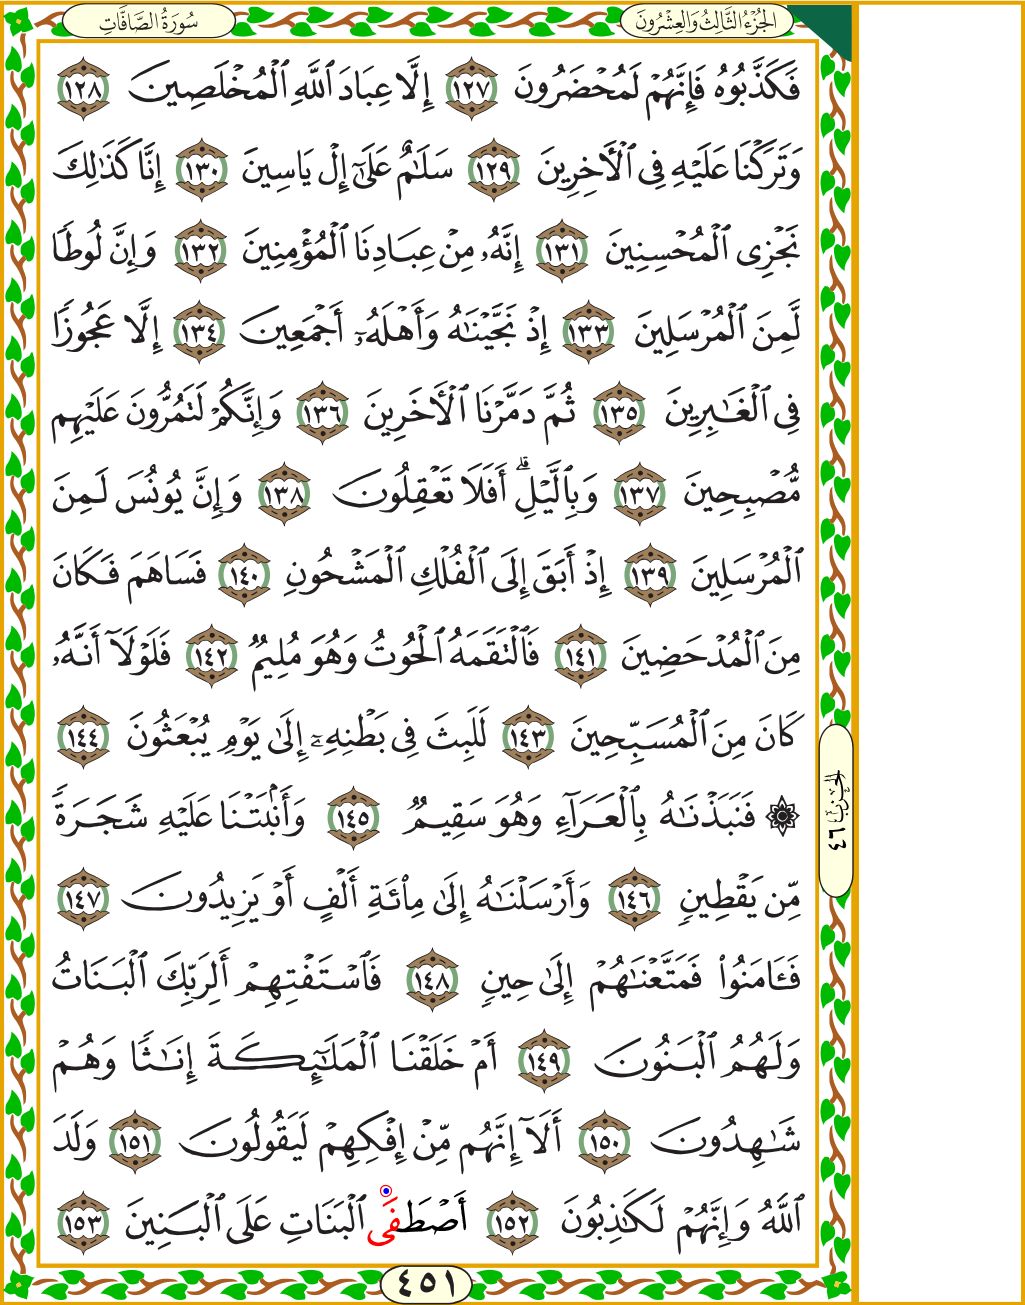 الجُزْءُ الثَّالِثُ وَالعِشْرُونَ
سُورَةُ الصَّافَّاتِ
فَكَذَّبُوهُ فَإِنَّهُمْ لَمُحْضَرُونَ ١٢٧ إِلَّا عِبَادَ ٱللَّهِ ٱلْمُخْلَصِينَ ١٢٨
وَتَرَكْنَا عَلَيْهِ فِى ٱلْأَخِرِينَ ١٢٩ سَلَٰمٌ عَلَىٰٓ إِلْ يَاسِينَ ١٣٠ إِنَّا كَذَٰلِكَ
نَجْزِى ٱلْمُحْسِنِينَ ١٣١ إِنَّهُۥ مِنْ عِبَادِنَا ٱلْمُؤْمِنِينَ ١٣٢ وَإِنَّ لُوطًا
لَّمِنَ ٱلْمُرْسَلِينَ ١٣٣ إِذْ نَجَّيْنَٰهُ وَأَهْلَهُۥٓ أَجْمَعِينَ ١٣٤ إِلَّا عَجُوزًا
فِى ٱلْغَٰبِرِينَ ١٣٥ ثُمَّ دَمَّرْنَا ٱلْأَخَرِينَ ١٣٦ وَإِنَّكُمْ لَتَمُرُّونَ عَلَيْهِم
مُّصْبِحِينَ ١٣٧ وَبِٱلَّيْلِۗ أَفَلَا تَعْقِلُونَ ١٣٨ وَإِنَّ يُونُسَ لَمِنَ
ٱلْمُرْسَلِينَ ١٣٩ إِذْ أَبَقَ إِلَى ٱلْفُلْكِ ٱلْمَشْحُونِ ١٤٠ فَسَاهَمَ فَكَانَ
مِنَ ٱلْمُدْحَضِينَ ١٤١ فَٱلْتَقَمَهُ ٱلْحُوتُ وَهُوَ مُلِيمٌ ١٤٢ فَلَوْلَآ أَنَّهُۥ
كَانَ مِنَ ٱلْمُسَبِّحِينَ ١٤٣ لَلَبِثَ فِى بَطْنِهِۦٓ إِلَىٰ يَوْمِ يُبْعَثُونَ ١٤٤
۞ فَنَبَذْنَٰهُ بِٱلْعَرَآءِ وَهُوَ سَقِيمٌ ١٤٥ وَأَنۢبَتْنَا عَلَيْهِ شَجَرَةً
مِّن يَقْطِينٍ ١٤٦ وَأَرْسَلْنَٰهُ إِلَىٰ مِا۟ئَةِ أَلْفٍ أَوْ يَزِيدُونَ ١٤٧
فَـَٔامَنُوا۟ فَمَتَّعْنَٰهُمْ إِلَىٰ حِينٍ ١٤٨ فَٱسْتَفْتِهِمْ أَلِرَبِّكَ ٱلْبَنَاتُ
وَلَهُمُ ٱلْبَنُونَ ١٤٩ أَمْ خَلَقْنَا ٱلْمَلَٰٓئِكَةَ إِنَٰثًا وَهُمْ
شَٰهِدُونَ ١٥٠ أَلَآ إِنَّهُم مِّنْ إِفْكِهِمْ لَيَقُولُونَ ١٥١ وَلَدَ
ٱللَّهُ وَإِنَّهُمْ لَكَٰذِبُونَ ١٥٢ أَصْطَفَى ٱلْبَنَاتِ عَلَى ٱلْبَنِينَ ١٥٣
الحِزْبُ ٤٦
٤٥١